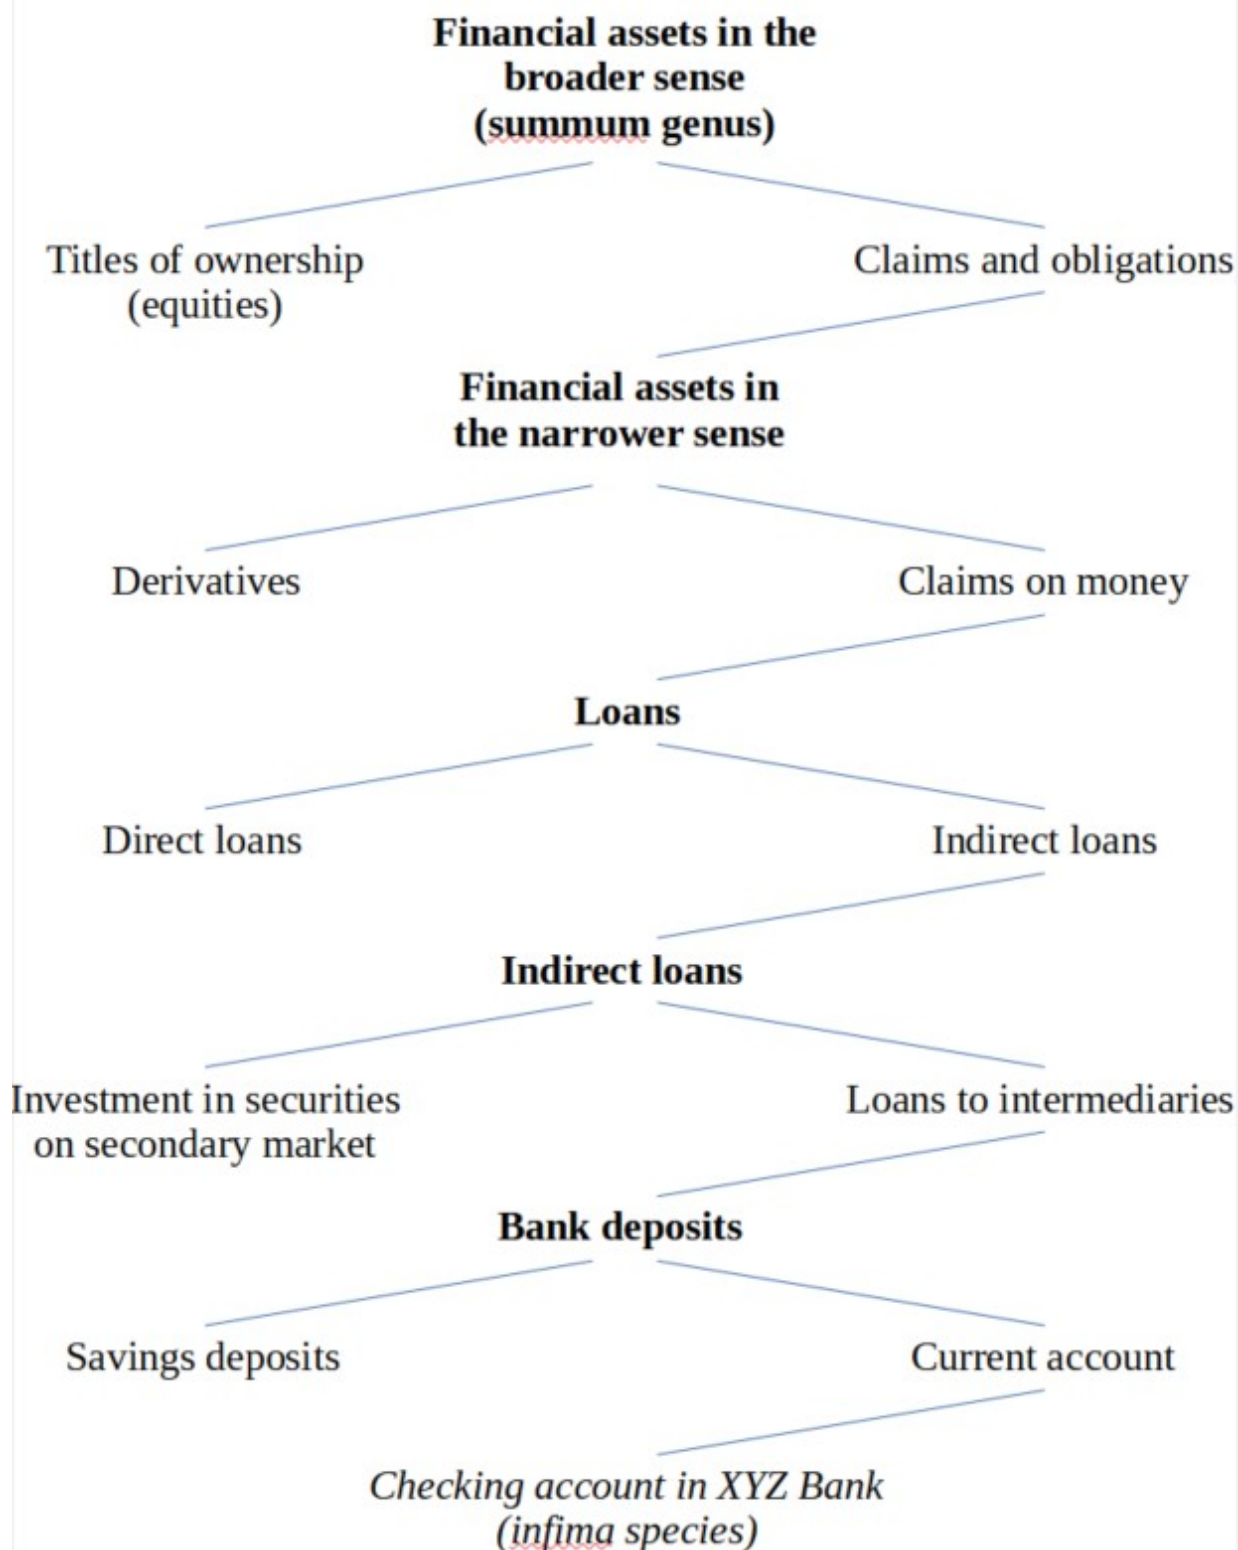 Financial assets in the
broader sense
(summum genus)
Titles of ownership
(equities)
Claims and obligations
Financial assets in
the narrower sense
Derivatives
Claims on money
Loans
Direct loans
Indirect loans
Indirect loans
Investment in securities
on secondary market
Loans to intermediaries
Bank deposits
Savings deposits
Current account
Checking account in XYZ Bank
(infima species)